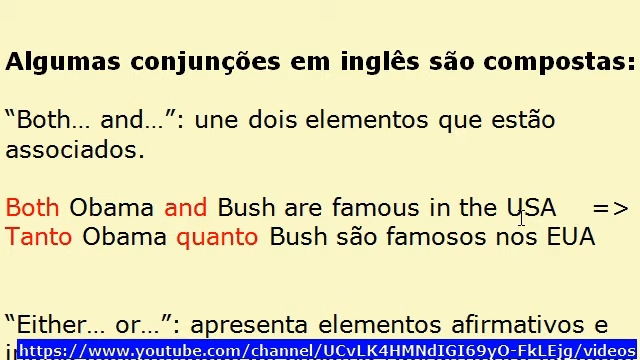 Algumas conjunções em inglês são compostas:
“Both… and…”: une dois elementos que estão
associados.
Both Obama and Bush are famous in the USA =>
Tanto Obama quanto Bush são famosos nos EUA
“Either… or…”: apresenta elementos afirmativos e
https://www.youtube.com/channel/UCvLK4HMNdIGI69yO-FkLEjg/videos